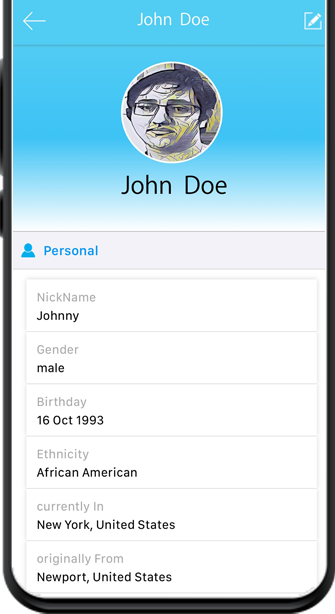 John Doe
John Doe
Personal
NickName
Johnny
Gender
male
Birthday
16 Oct 1993
Ethnicity
African American
currently In
New York, United States
originally From
Newport, United States